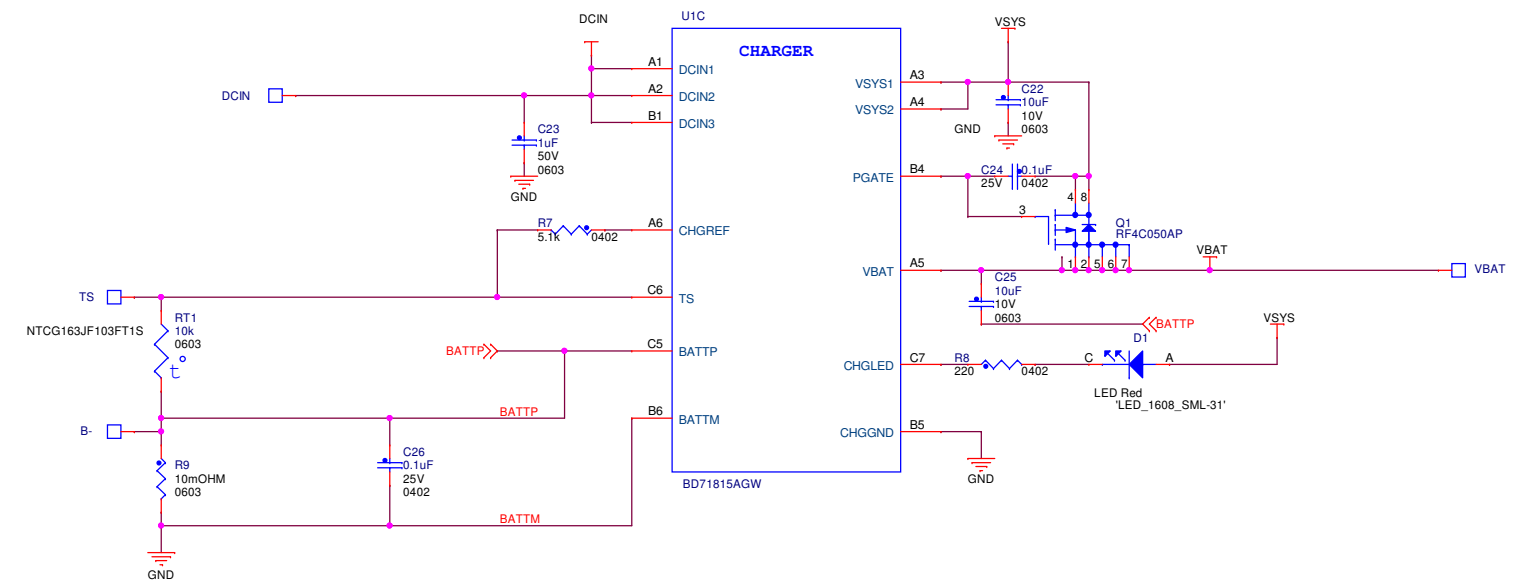 DCIN
U1C
VSYS
CHARGER
A1
DCIN1
A2
DCIN2
B1
DCIN3
DCIN
C23
1uF
50V
0603
GND
VSYS1
A3
VSYS2
A4
C22
10uF
10V
0603
GND
PGATE
B4
C24
0.1uF
25V
0402
4
8
3
Q1
RF4C050AP
1
2
5
6
7
R7
5.1k
0402
A6
CHGREF
VBAT
A5
VBAT
VBAT
C25
10uF
10V
0603
BATTP
TS
C6
TS
NTCG163JF103FT1S
RT1
10k
0603
t°
BATTP
C5
BATTP
VSYS
D1
CHGLED
C7
R8
220
0402
C
A
LED Red
'LED_1608_SML-31'
BATTP
B6
BATTM
B-
CHGGND
B5
GND
R9
10mOHM
0603
C26
0.1uF
25V
0402
BD71815AGW
BATTM
GND